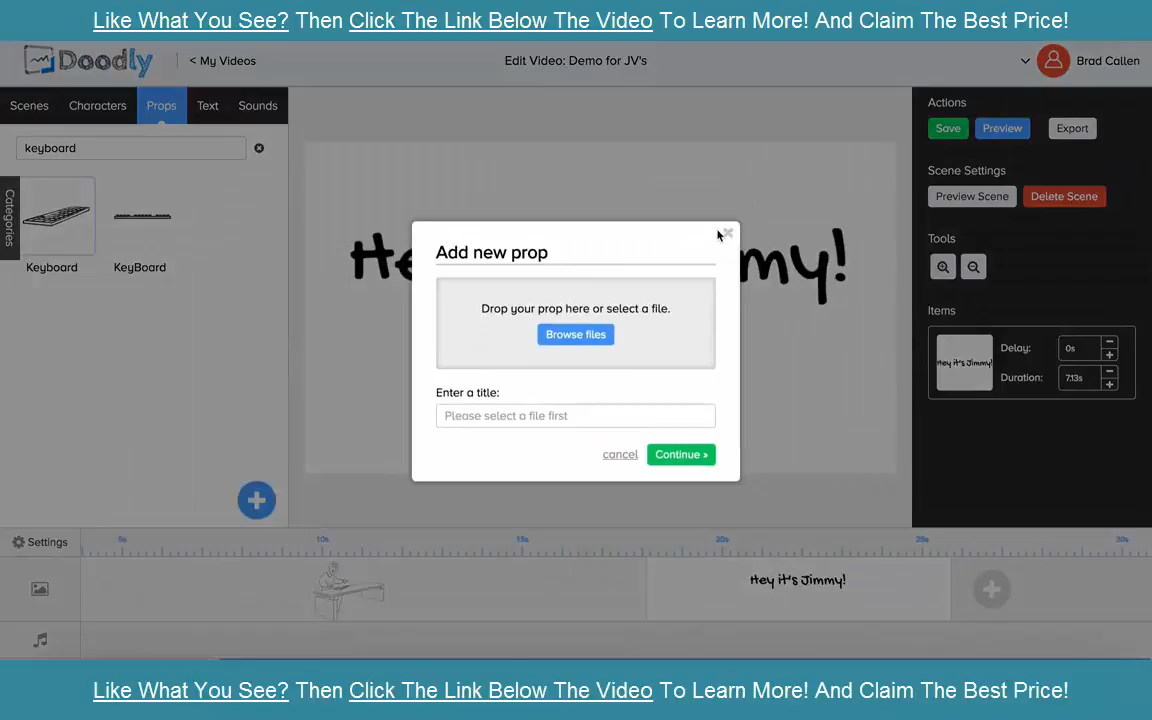 Like What You See? Then Click The Link Below The Video To Learn More! And Claim The Best Price!
Doodly
< My Videos
Edit Video: Demo for JV's
Brad Callen
Scenes
Characters
Props
Text
Sounds
keyboard
Categories
Keyboard
KeyBoard
He
my!
Add new prop
Drop your prop here or select a file.
Browse files
Enter a title:
Please select a file first
cancel
Continue »
Actions
Save
Preview
Export
Scene Settings
Preview Scene
Delete Scene
Tools
Items
Hey it's Jimmy!
Delay:
0s
Duration:
7.13s
Settings
5s
10s
15s
20s
25s
30s
Hey it's Jimmy!
Like What You See? Then Click The Link Below The Video To Learn More! And Claim The Best Price!